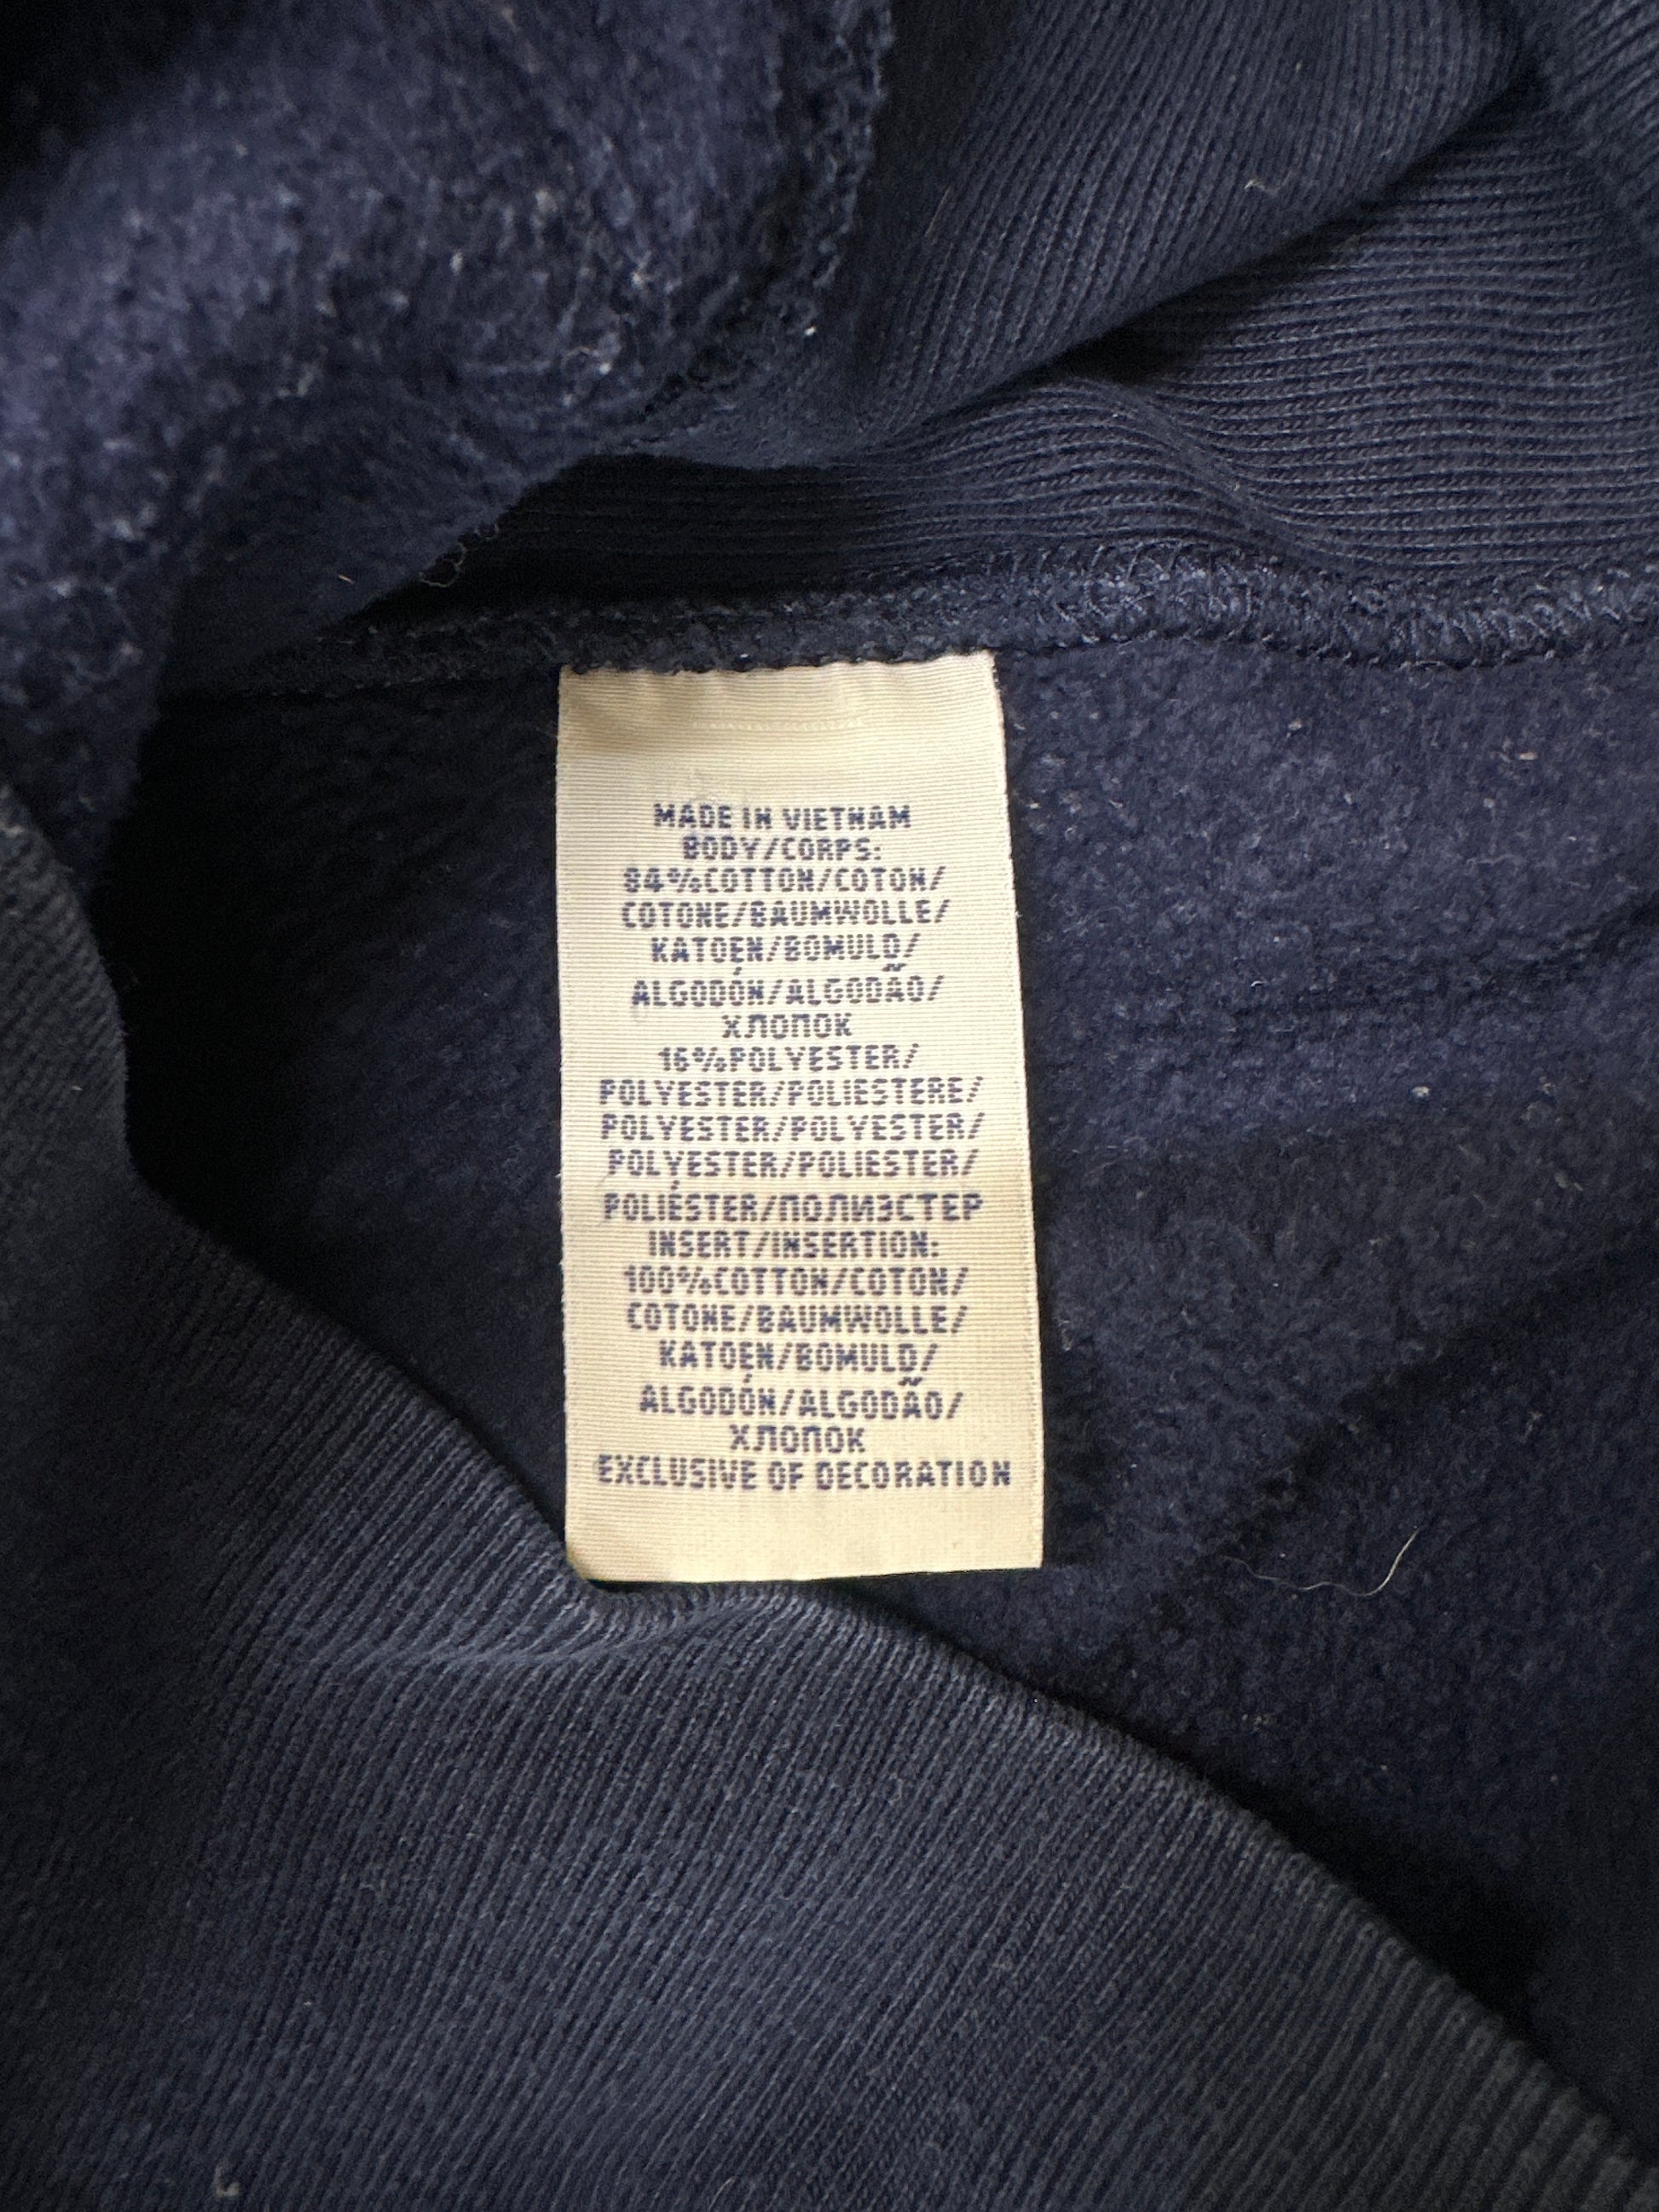 MADE IN VIETNAM
BODY/CORPS:
84%COTTON/COTON/
COTONE/BAUMWOLLE/
KATOEN/BOMULD/
ALGODÓN/ALGODÃO/
ХЛОПОК
16%POLYESTER/
POLYESTER/POLIESTERE/
POLYESTER/POLYESTER/
POLYESTER/POLIESTER/
POLIÉSTER/ПОЛИЭСТЕР
INSERT/INSERTION:
100%COTTON/COTON/
COTONE/BAUMWOLLE/
KATOEN/BOMULD/
ALGODÓN/ALGODÃO/
ХЛОПОК
EXCLUSIVE OF DECORATION